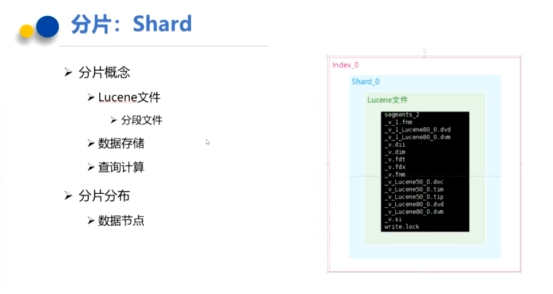 分片：Shard
分片概念
Lucene文件
分段文件
数据存储
查询计算
分片分布
数据节点
Index_0
Shard_0
Lucene文件
segments_2
_v_1.fnm
_v_1_Lucene80_0.dvd
_v_1_Lucene80_0.dvm
_v.dii
_v.dim
_v.fdt
_v.fdx
_v.fnm
_v_Lucene50_0.doc
_v_Lucene50_0.tim
_v_Lucene50_0.tip
_v_Lucene80_0.dvd
_v_Lucene80_0.dvm
_v.si
write.lock